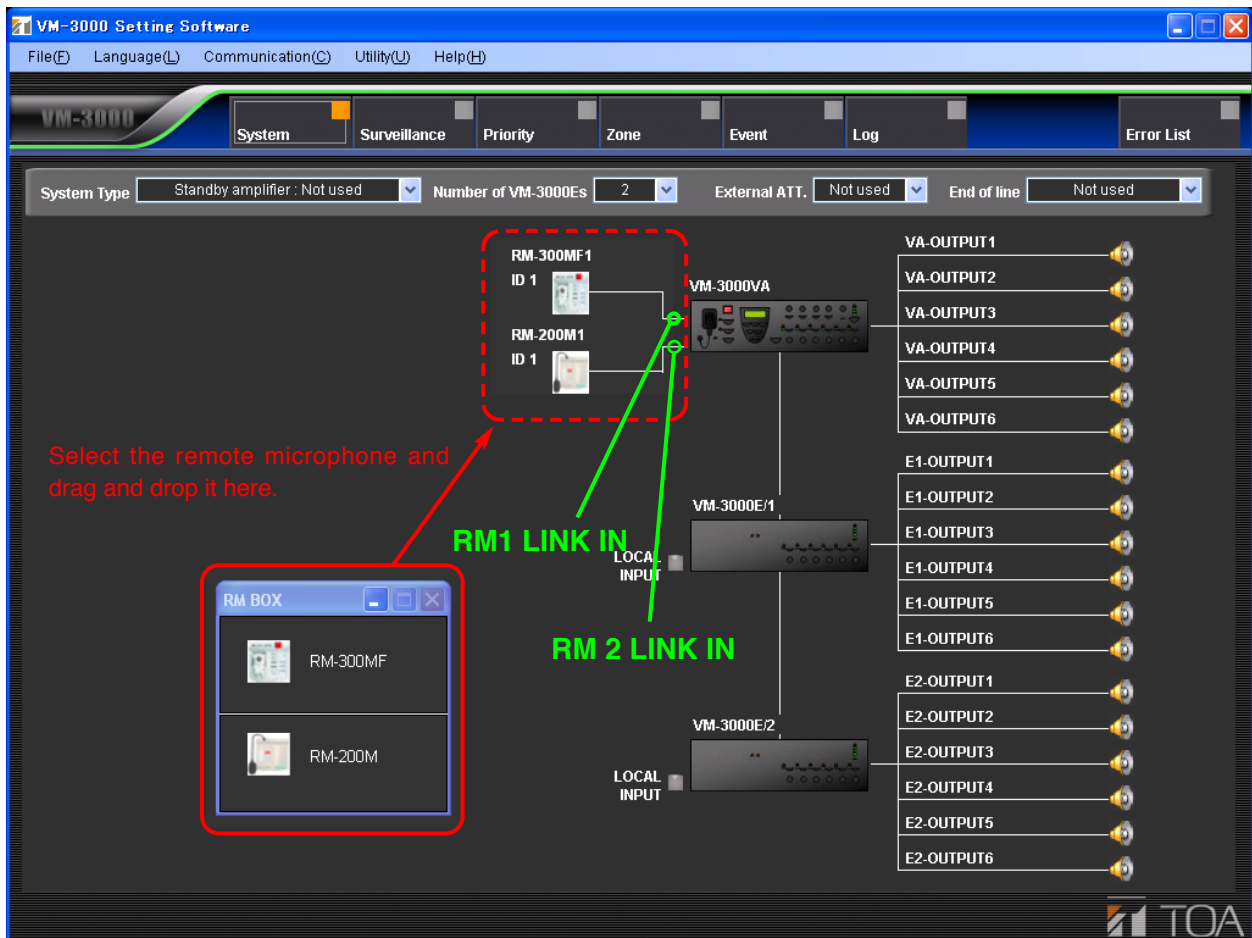 VM-3000 Setting Software
File(F) Language(L) Communication(C) Utility(U) Help(H)
VM-3000
System Surveillance Priority Zone Event Log Error List
System Type Standby amplifier : Not used Number of VM-3000Es 2 External ATT. Not used End of line Not used
RM-300MF1
ID 1
RM-200M1
ID 1
VM-3000VA
VA-OUTPUT1
VA-OUTPUT2
VA-OUTPUT3
VA-OUTPUT4
VA-OUTPUT5
VA-OUTPUT6
Select the remote microphone and
drag and drop it here.
RM1 LINK IN
RM 2 LINK IN
VM-3000E/1
LOCAL
INPUT
E1-OUTPUT1
E1-OUTPUT2
E1-OUTPUT3
E1-OUTPUT4
E1-OUTPUT5
E1-OUTPUT6
RM BOX
RM-300MF
RM-200M
VM-3000E/2
LOCAL
INPUT
E2-OUTPUT1
E2-OUTPUT2
E2-OUTPUT3
E2-OUTPUT4
E2-OUTPUT5
E2-OUTPUT6
TOA